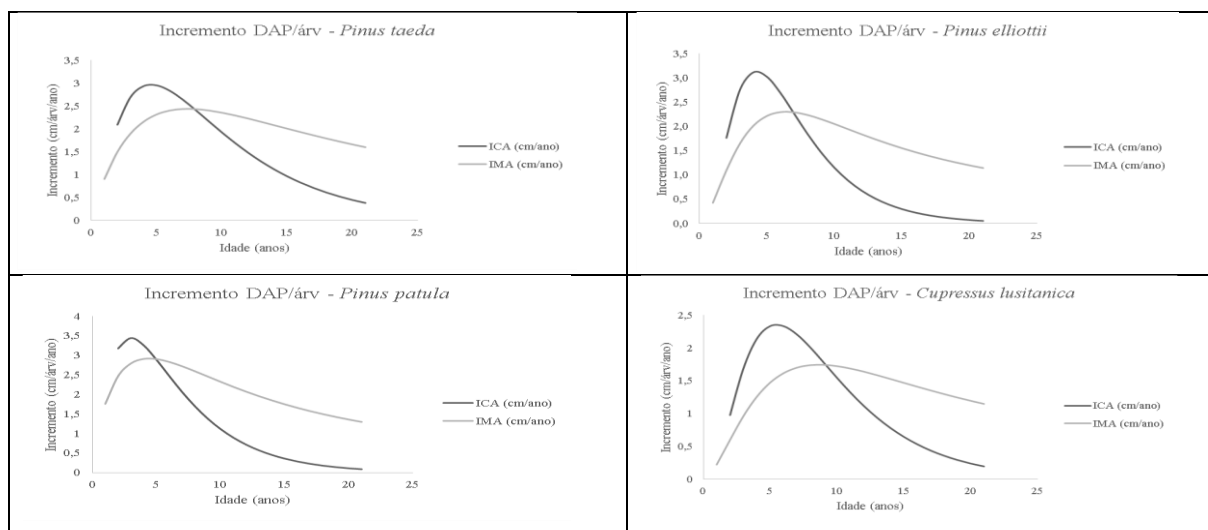 Incremento DAP/árv - Pinus taeda
Incremento (cm/árv/ano)
3,5
3
2,5
2
1,5
1
0,5
0
0 5 10 15 20 25
Idade (anos)
ICA (cm/ano)
IMA (cm/ano)
Incremento DAP/árv - Pinus elliottii
Incremento (cm/árv/ano)
3,5
3,0
2,5
2,0
1,5
1,0
0,5
0,0
0 5 10 15 20 25
Idade (anos)
ICA (cm/ano)
IMA (cm/ano)
Incremento DAP/árv - Pinus patula
Incremento (cm/árv/ano)
4
3,5
3
2,5
2
1,5
1
0,5
0
0 5 10 15 20 25
Idade (anos)
ICA (cm/ano)
IMA (cm/ano)
Incremento DAP/árv - Cupressus lusitanica
Incremento (cm/árv/ano)
2,5
2
1,5
1
0,5
0
0 5 10 15 20 25
Idade (anos)
ICA (cm/ano)
IMA (cm/ano)